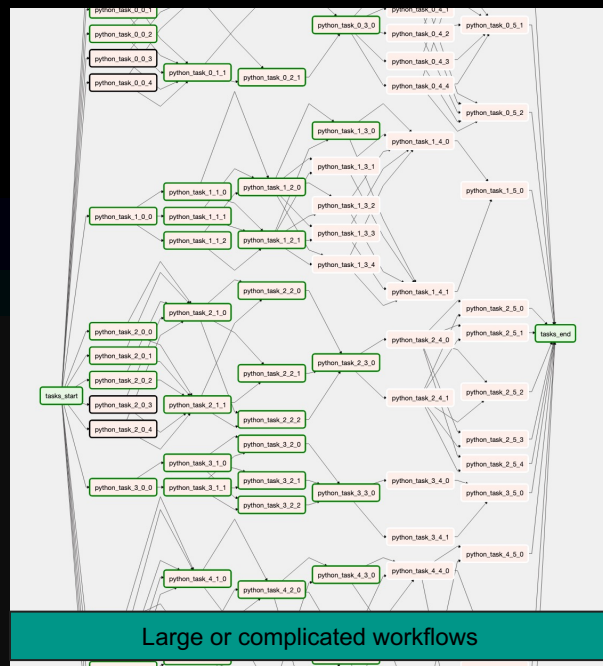 python_task_0_0_1
python_task_0_0_2
python_task_0_0_3
python_task_0_0_4
python_task_0_1_1
python_task_0_2_1
python_task_0_3_0
python_task_0_4_1
python_task_0_4_2
python_task_0_4_3
python_task_0_4_4
python_task_0_5_1
python_task_0_5_2
python_task_1_0_0
python_task_1_1_0
python_task_1_1_1
python_task_1_1_2
python_task_1_2_0
python_task_1_2_1
python_task_1_3_0
python_task_1_3_1
python_task_1_3_2
python_task_1_3_3
python_task_1_3_4
python_task_1_4_0
python_task_1_4_1
python_task_1_5_0
tasks_start
python_task_2_0_0
python_task_2_0_1
python_task_2_0_2
python_task_2_0_3
python_task_2_0_4
python_task_2_1_0
python_task_2_1_1
python_task_2_2_0
python_task_2_2_1
python_task_2_2_2
python_task_2_3_0
python_task_2_4_0
python_task_2_4_1
python_task_2_5_0
python_task_2_5_1
python_task_2_5_2
python_task_2_5_3
python_task_2_5_4
tasks_end
python_task_3_0_0
python_task_3_1_0
python_task_3_1_1
python_task_3_2_0
python_task_3_2_1
python_task_3_2_2
python_task_3_3_0
python_task_3_4_0
python_task_3_4_1
python_task_3_5_0
python_task_4_1_0
python_task_4_2_0
python_task_4_3_0
python_task_4_4_0
python_task_4_5_0
Large or complicated workflows